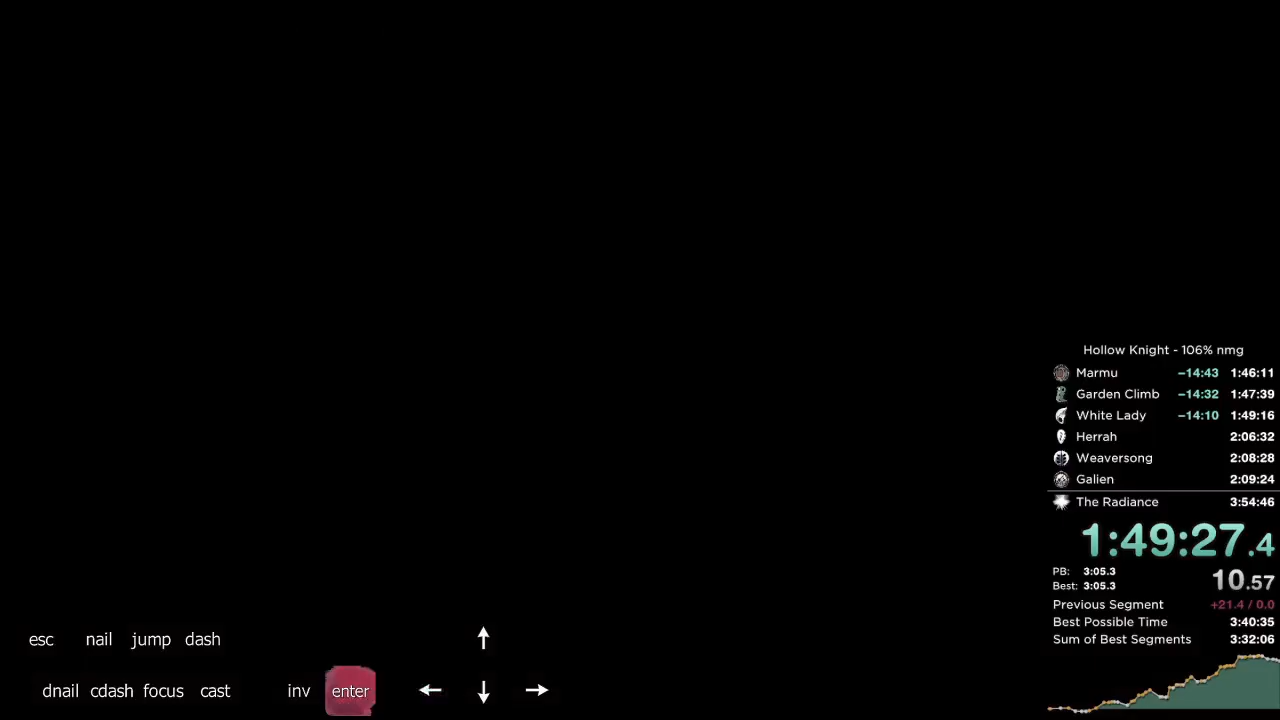 Hollow Knight - 106% nmg
Marmu −14:43 1:46:11
Garden Climb −14:32 1:47:39
White Lady −14:10 1:49:16
Herrah 2:06:32
Weaversong 2:08:28
Galien 2:09:24
The Radiance 3:54:46
1:49:27.4
PB: 3:05.3
Best: 3:05.3
10.57
Previous Segment +21.4 / 0.0
Best Possible Time 3:40:35
Sum of Best Segments 3:32:06
esc nail jump dash
dnail cdash focus cast inv enter